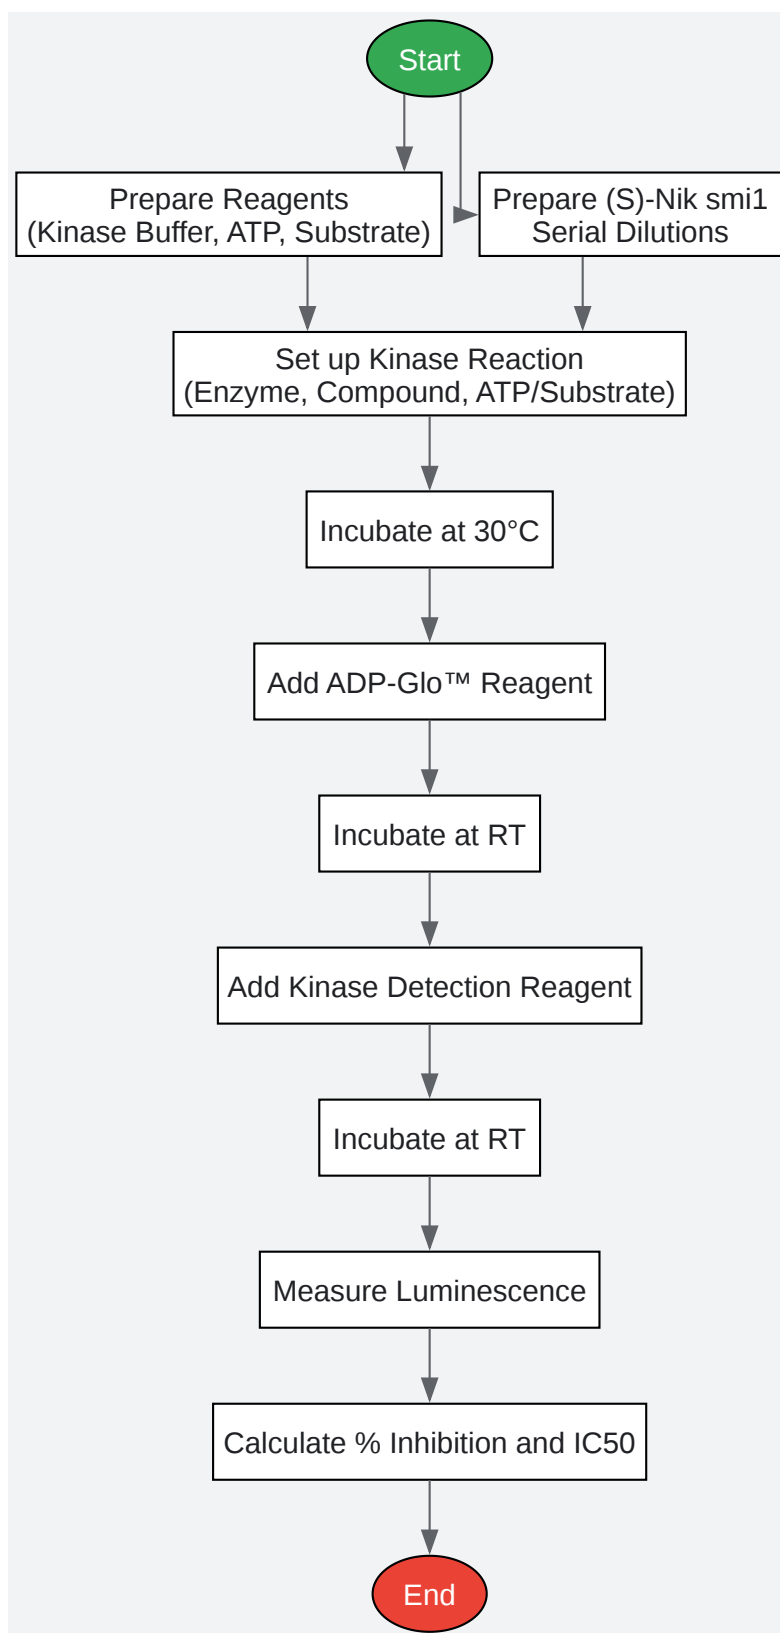 Start
Prepare Reagents
(Kinase Buffer, ATP, Substrate)
Prepare (S)-Nik smi1
Serial Dilutions
Set up Kinase Reaction
(Enzyme, Compound, ATP/Substrate)
Incubate at 30°C
Add ADP-Glo™ Reagent
Incubate at RT
Add Kinase Detection Reagent
Incubate at RT
Measure Luminescence
Calculate % Inhibition and IC50
End